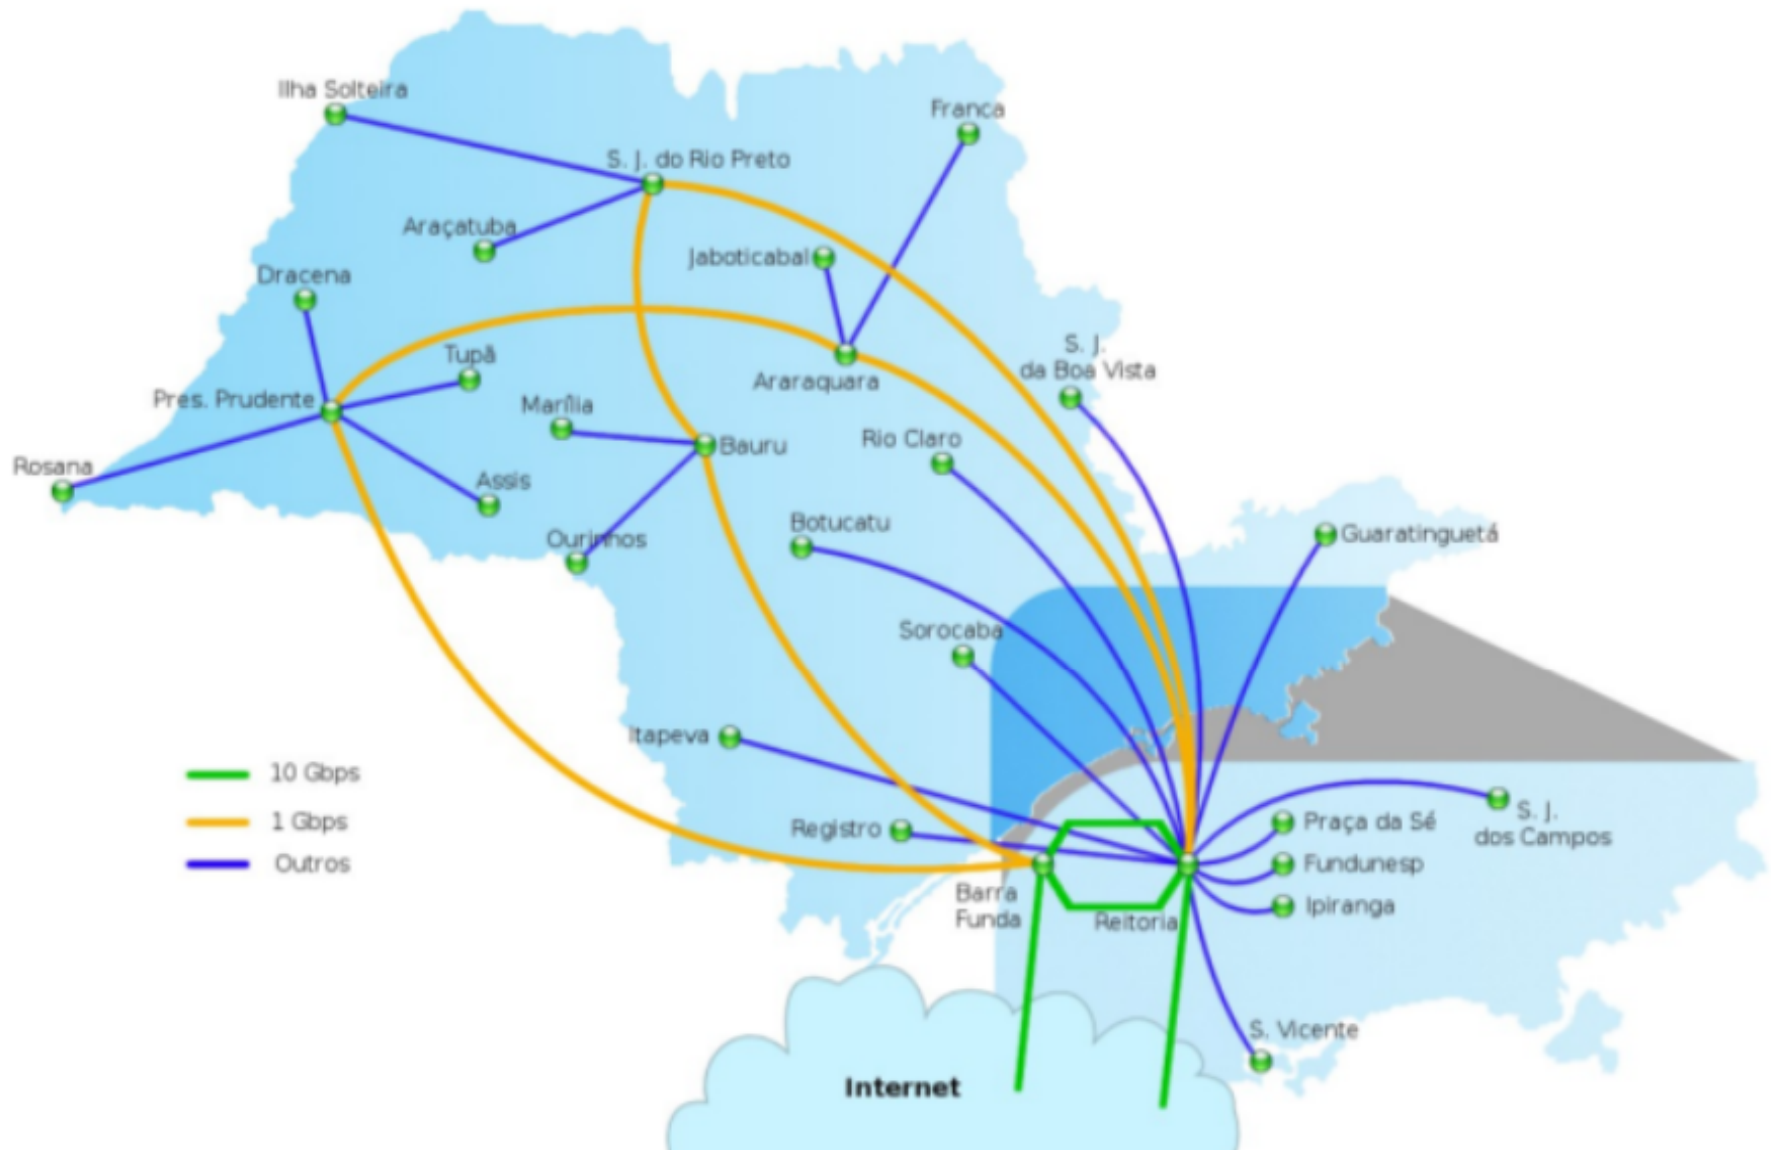 Ilha Solteira
Franca
S. J. do Rio Preto
Araçatuba
Jaboticabal
Dracena
S. J.
da Boa Vista
Tupã
Araraquara
Pres. Prudente
Marília
Rio Claro
Bauru
Rosana
Assis
Botucatu
Guaratinguetá
Ourinhos
Sorocaba
Itapeva
10 Gbps
1 Gbps
Outros
Registro
S. J.
dos Campos
Praça da Sé
Fundunesp
Ipiranga
Barra
Funda
Reitoria
S. Vicente
Internet